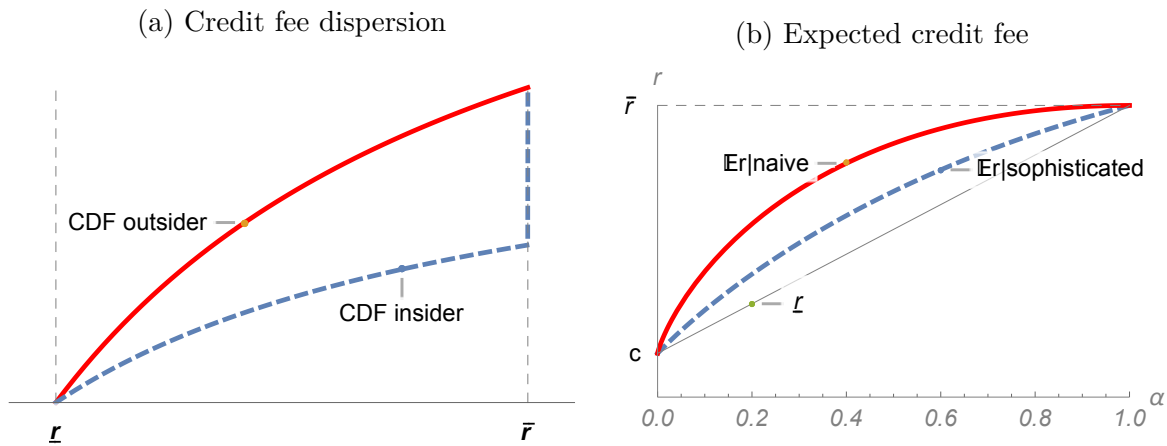 (a) Credit fee dispersion
CDF outsider
CDF insider
r̲
r̄
(b) Expected credit fee
r
r̄
𝔼r|naive
𝔼r|sophisticated
r̲
c
0.0 0.2 0.4 0.6 0.8 1.0
α